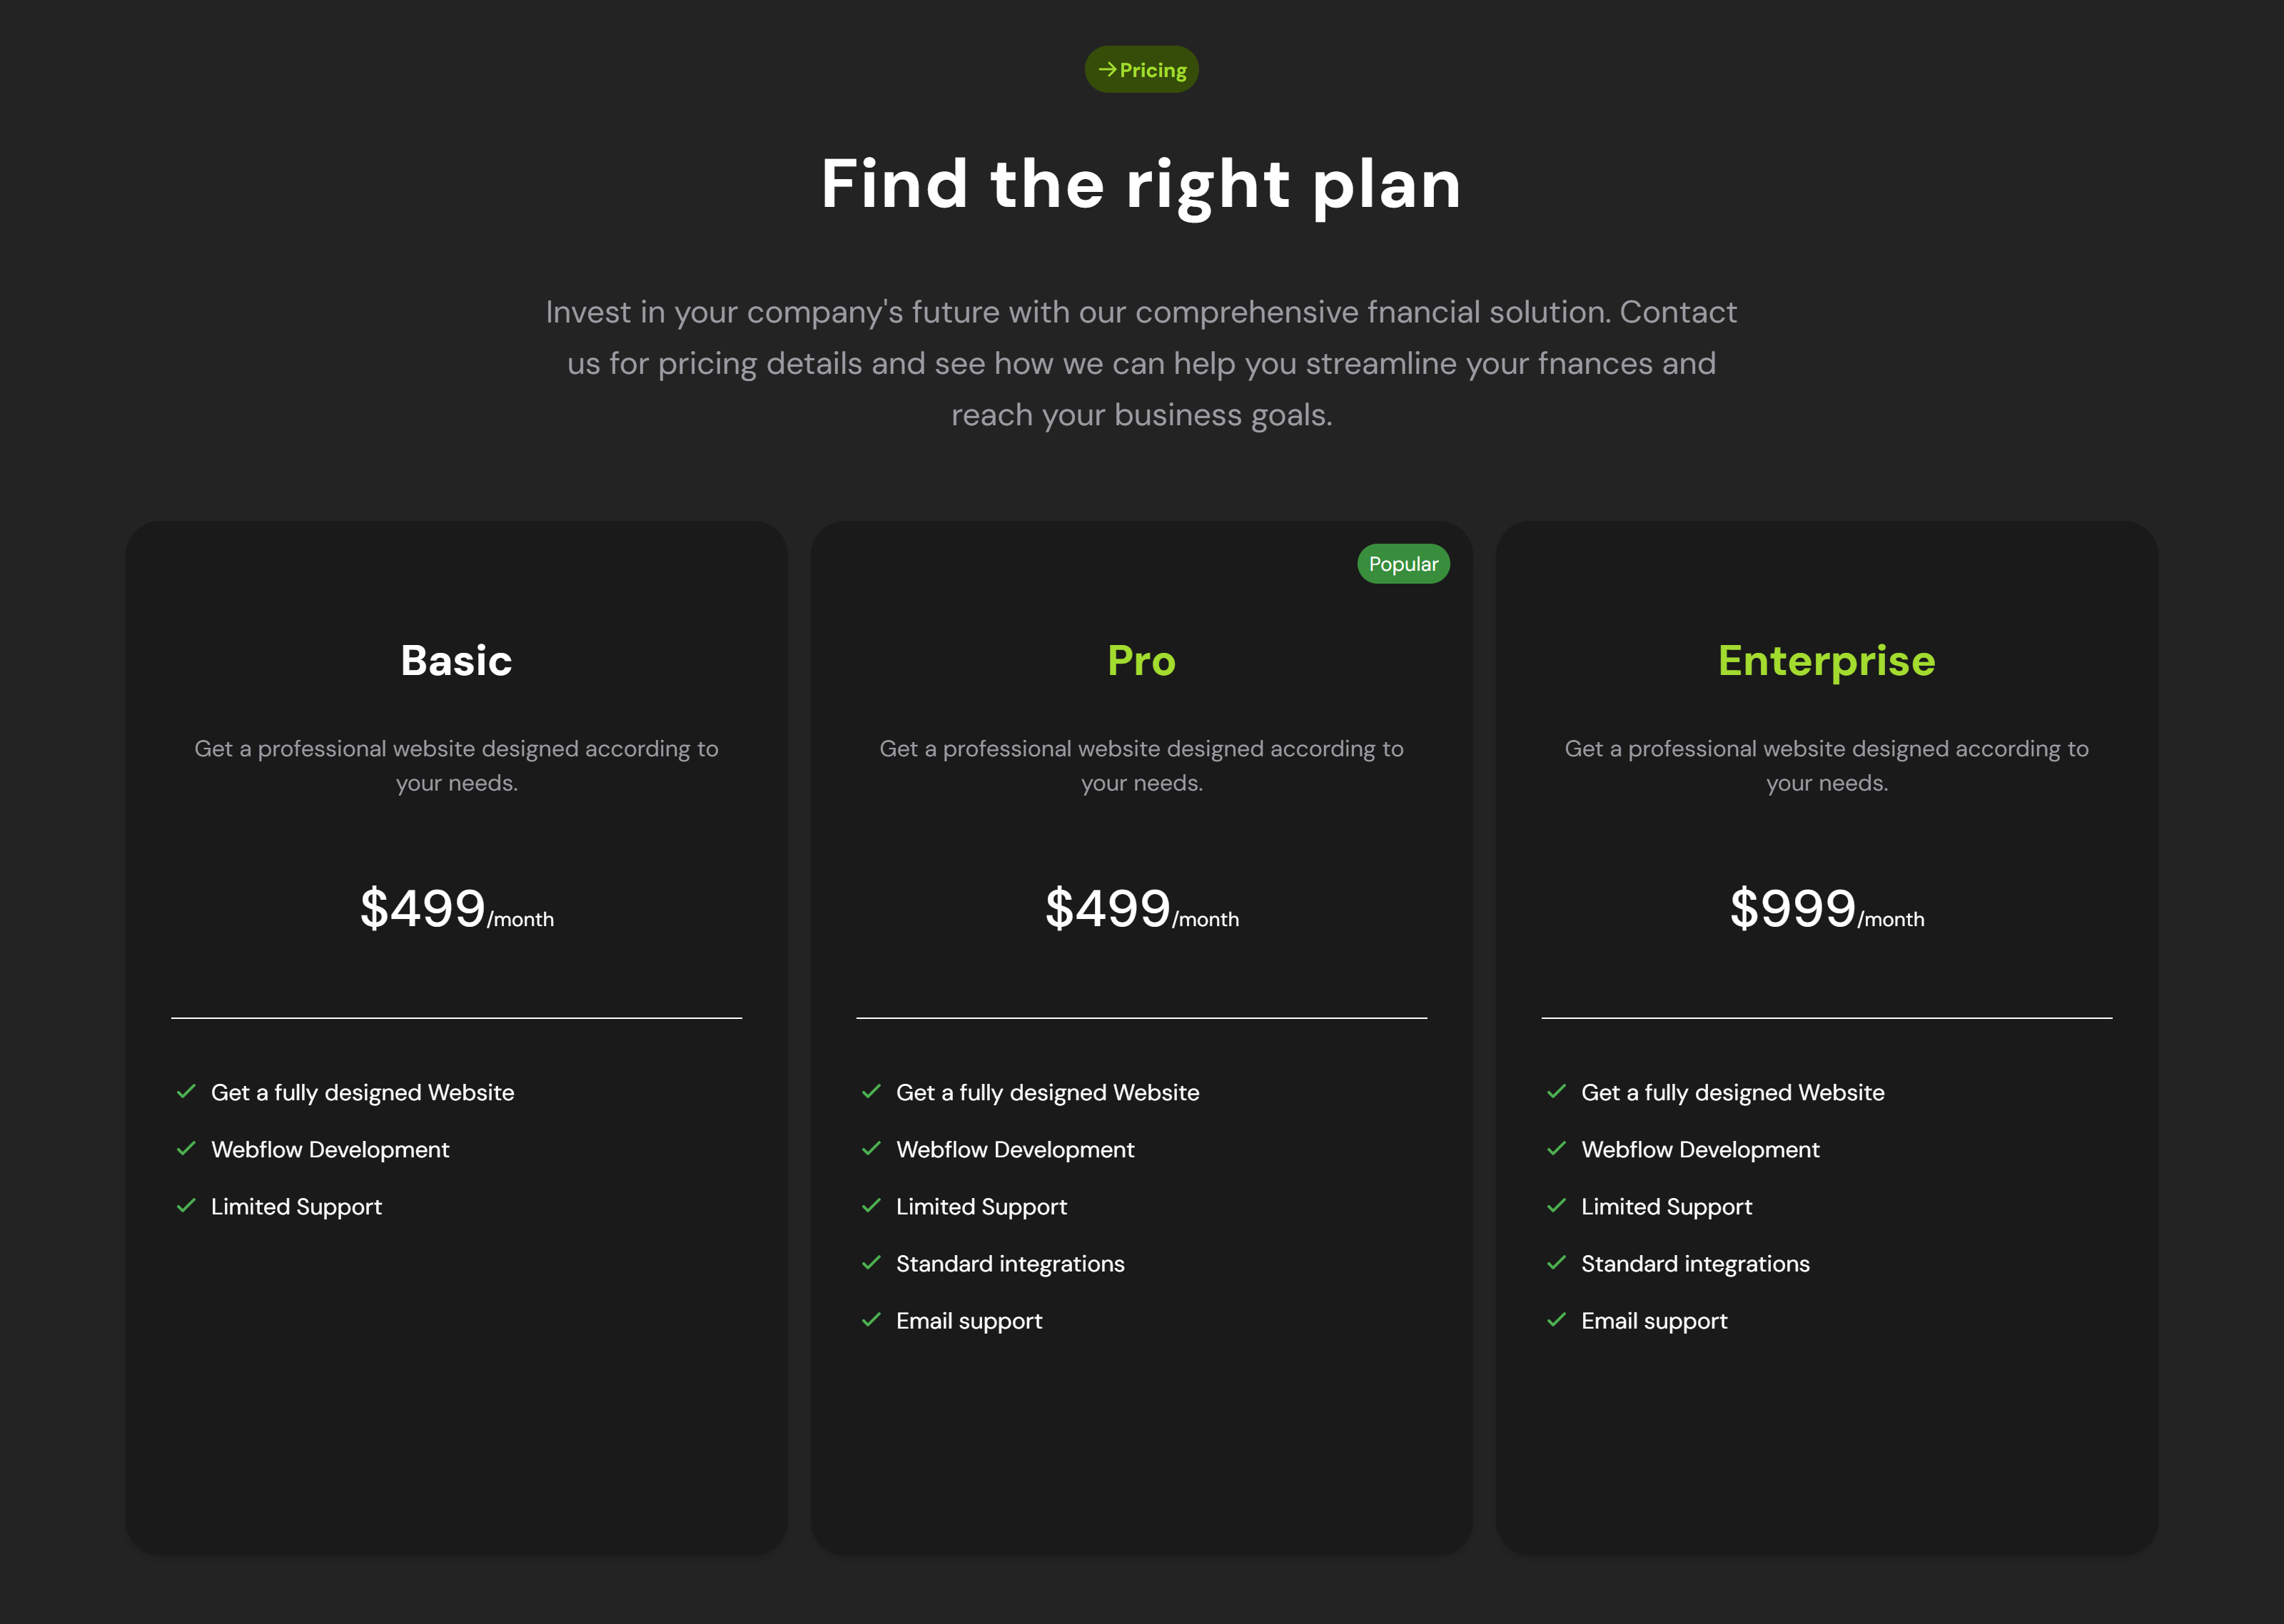 Pricing
Find the right plan
Invest in your company's future with our comprehensive fnancial solution. Contact
us for pricing details and see how we can help you streamline your fnances and
reach your business goals.
Basic
Get a professional website designed according to
your needs.
$499/month
Get a fully designed Website
Webflow Development
Limited Support
Popular
Pro
Get a professional website designed according to
your needs.
$499/month
Get a fully designed Website
Webflow Development
Limited Support
Standard integrations
Email support
Enterprise
Get a professional website designed according to
your needs.
$999/month
Get a fully designed Website
Webflow Development
Limited Support
Standard integrations
Email support